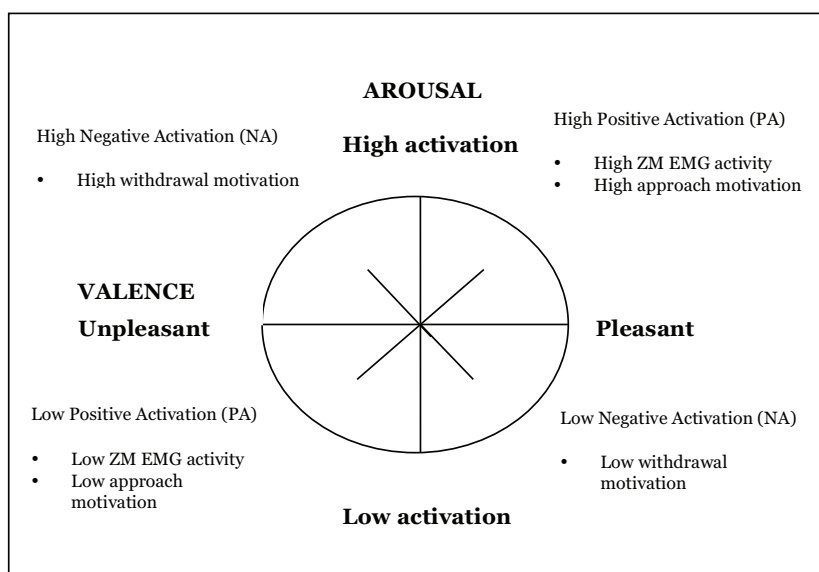 AROUSAL
High activation
High Negative Activation (NA)
• High withdrawal motivation
High Positive Activation (PA)
• High ZM EMG activity
• High approach motivation
VALENCE
Unpleasant
Pleasant
Low Positive Activation (PA)
• Low ZM EMG activity
• Low approach
motivation
Low Negative Activation (NA)
• Low withdrawal
motivation
Low activation